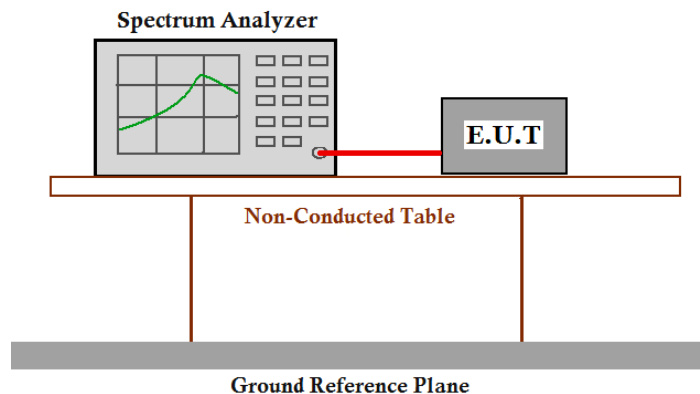 Spectrum Analyzer
E.U.T
Non-Conducted Table
Ground Reference Plane